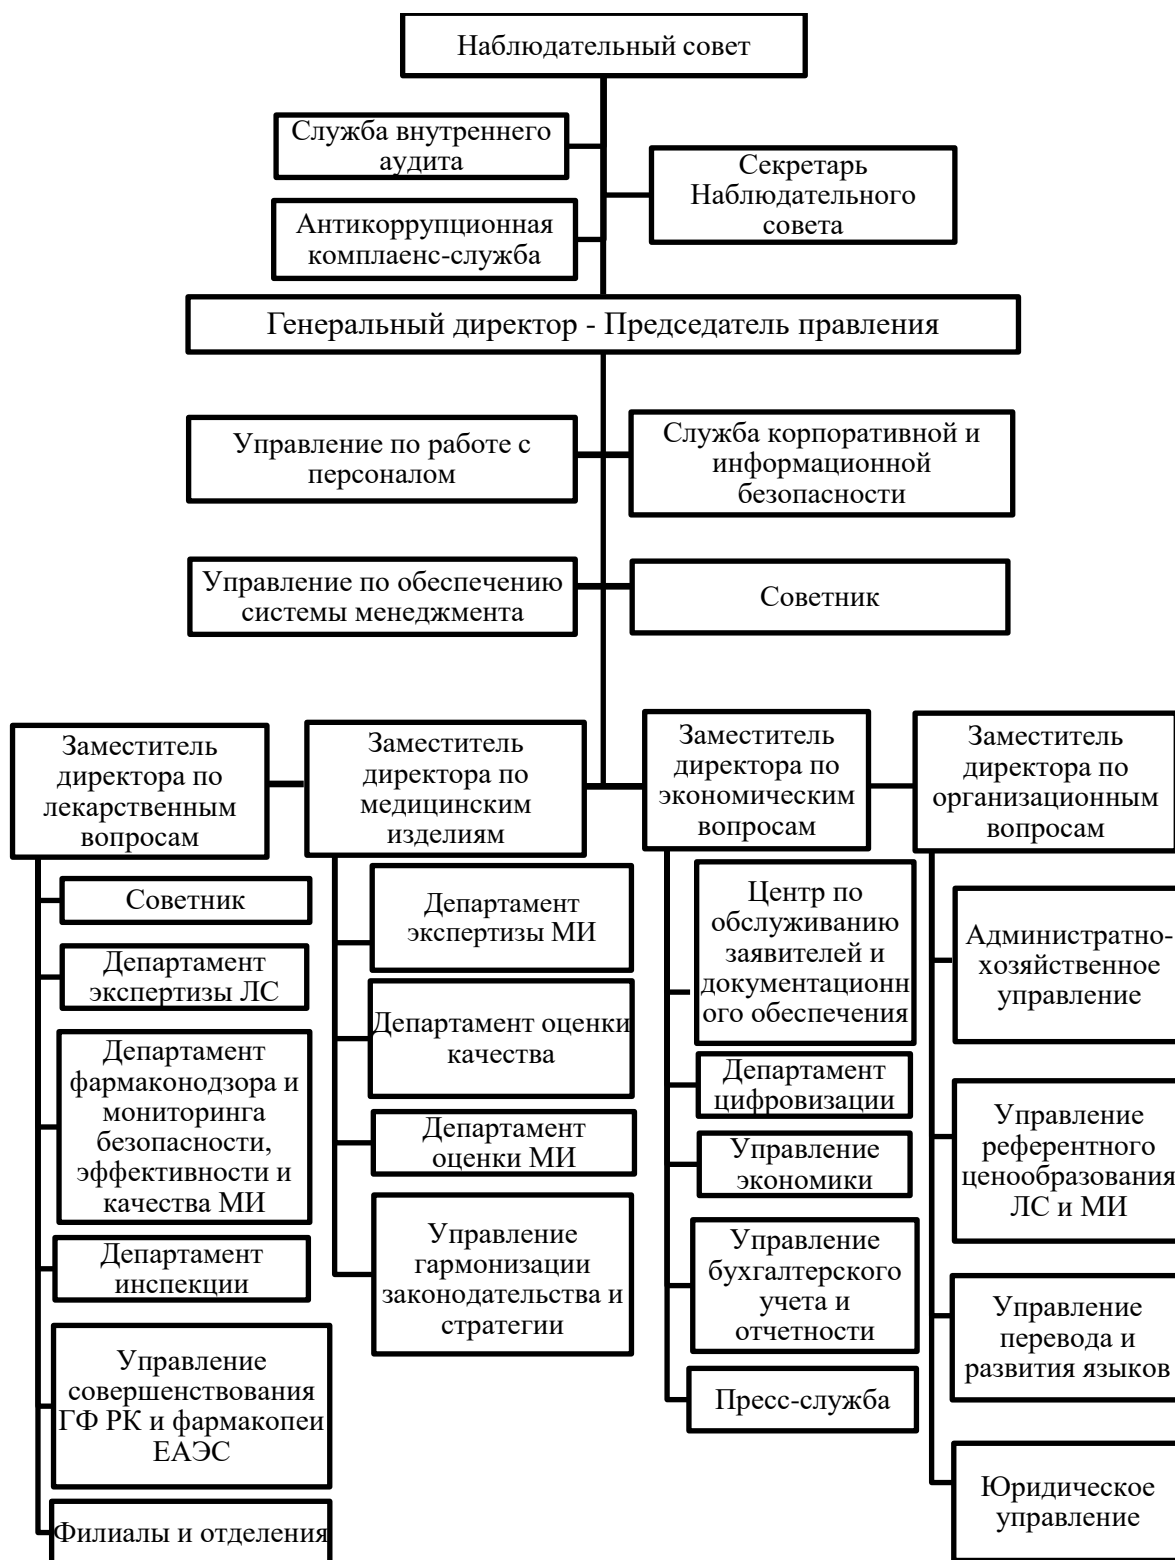 Наблюдательный совет
Служба внутреннего
аудита
Секретарь
Наблюдательного
совета
Антикоррупционная
комплаенс-служба
Генеральный директор - Председатель правления
Управление по работе с
персоналом
Служба корпоративной и
информационной
безопасности
Управление по обеспечению
системы менеджмента
Советник
Заместитель
директора по
лекарственным
вопросам
Заместитель
директора по
медицинским
изделиям
Заместитель
директора по
экономическим
вопросам
Заместитель
директора по
организационным
вопросам
Советник
Департамент
экспертизы ЛС
Департамент
фармаконодзора и
мониторинга
безопасности,
эффективности и
качества МИ
Департамент
инспекции
Управление
совершенствования
ГФ РК и фармакопеи
ЕАЭС
Филиалы и отделения
Департамент
экспертизы МИ
Департамент оценки
качества
Департамент
оценки МИ
Управление
гармонизации
законодательства и
стратегии
Центр по
обслуживанию
заявителей и
документационн
ого обеспечения
Департамент
цифровизации
Управление
экономики
Управление
бухгалтерского
учета и
отчетности
Пресс-служба
Администратно-
хозяйственное
управление
Управление
референтного
ценообразования
ЛС и МИ
Управление
перевода и
развития языков
Юридическое
управление